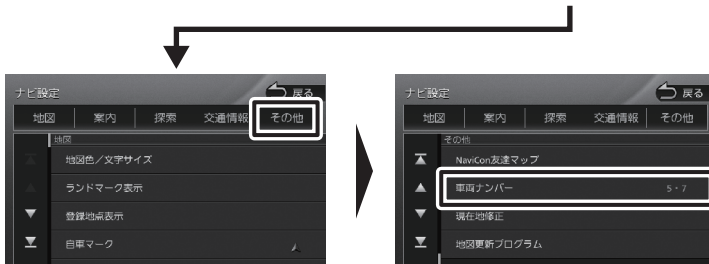 ナビ設定
戻る
地図 案内 探索 交通情報 その他
地図
地図色／文字サイズ
ランドマーク表示
登録地点表示
自車マーク
ナビ設定
戻る
地図 案内 探索 交通情報 その他
その他
NaviCon友達マップ
車両ナンバー 5・7
現在地修正
地図更新プログラム